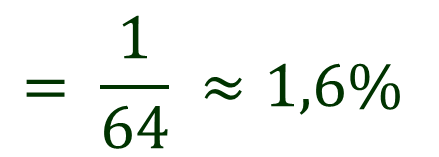 = 1/64 ≈ 1,6%